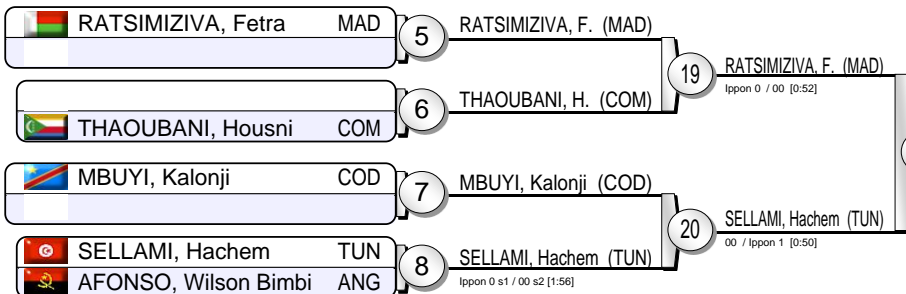 RATSIMIZIVA, Fetra MAD
5
RATSIMIZIVA, F. (MAD)
19
RATSIMIZIVA, F. (MAD)
Ippon 0 / 00 [0:52]
THAOUBANI, Housni COM
6
THAOUBANI, H. (COM)
MBUYI, Kalonji COD
7
MBUYI, Kalonji (COD)
20
SELLAMI, Hachem (TUN)
00 / Ippon 1 [0:50]
SELLAMI, Hachem TUN
AFONSO, Wilson Bimbi ANG
8
SELLAMI, Hachem (TUN)
Ippon 0 s1 / 00 s2 [1:56]